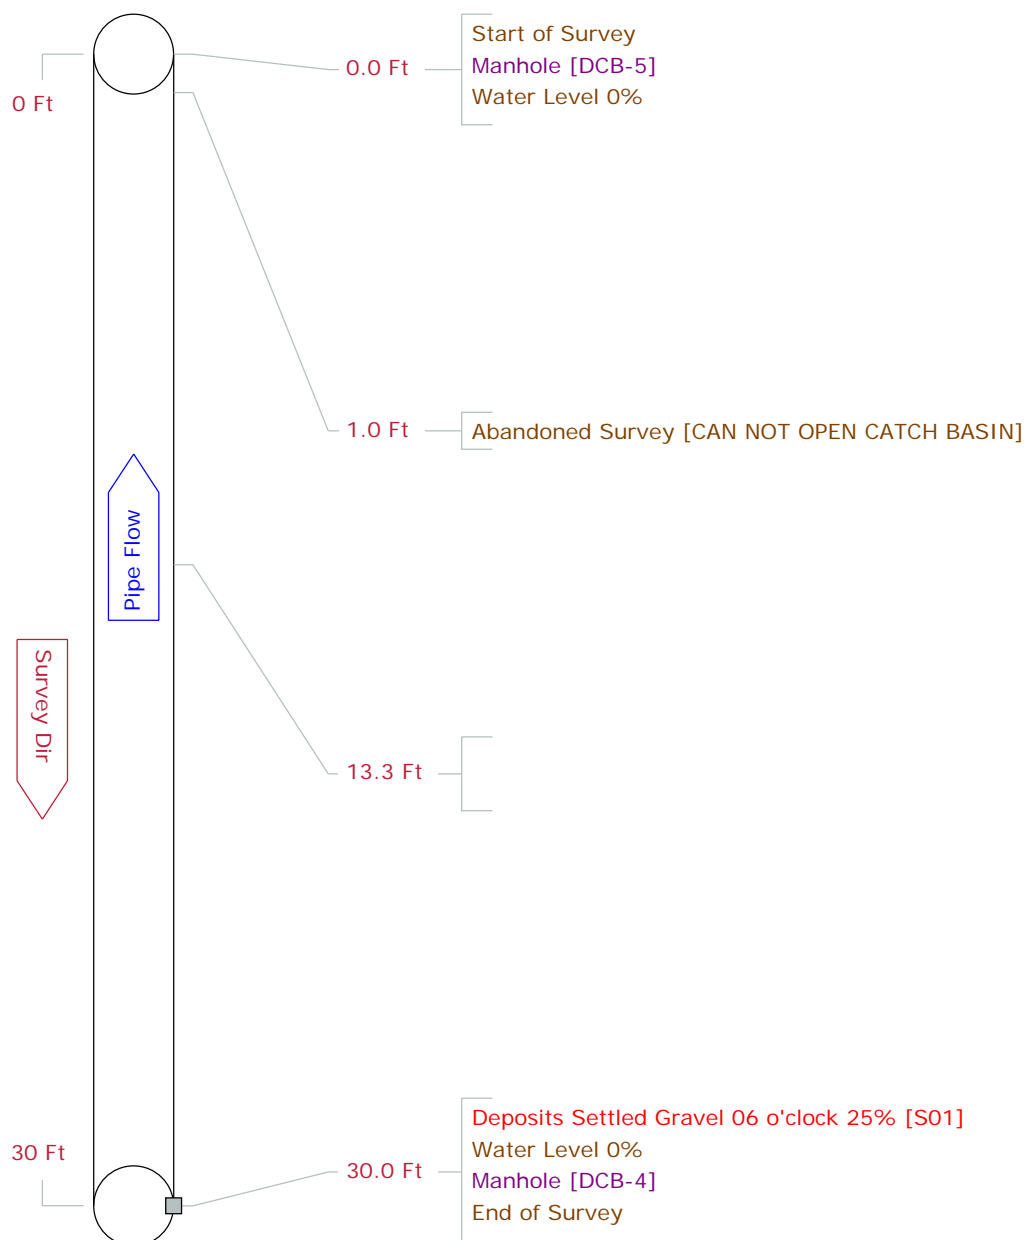 Start of Survey
0.0 Ft
Manhole [DCB-5]
Water Level 0%
0 Ft
1.0 Ft
Abandoned Survey [CAN NOT OPEN CATCH BASIN]
Pipe Flow
Survey Dir
13.3 Ft
Deposits Settled Gravel 06 o'clock 25% [S01]
30 Ft
Water Level 0%
30.0 Ft
Manhole [DCB-4]
End of Survey